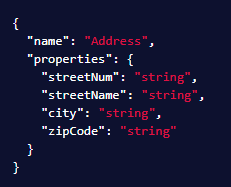 {
  "name": "Address",
  "properties": {
    "streetNum": "string",
    "streetName": "string",
    "city": "string",
    "zipCode": "string"
  }
}